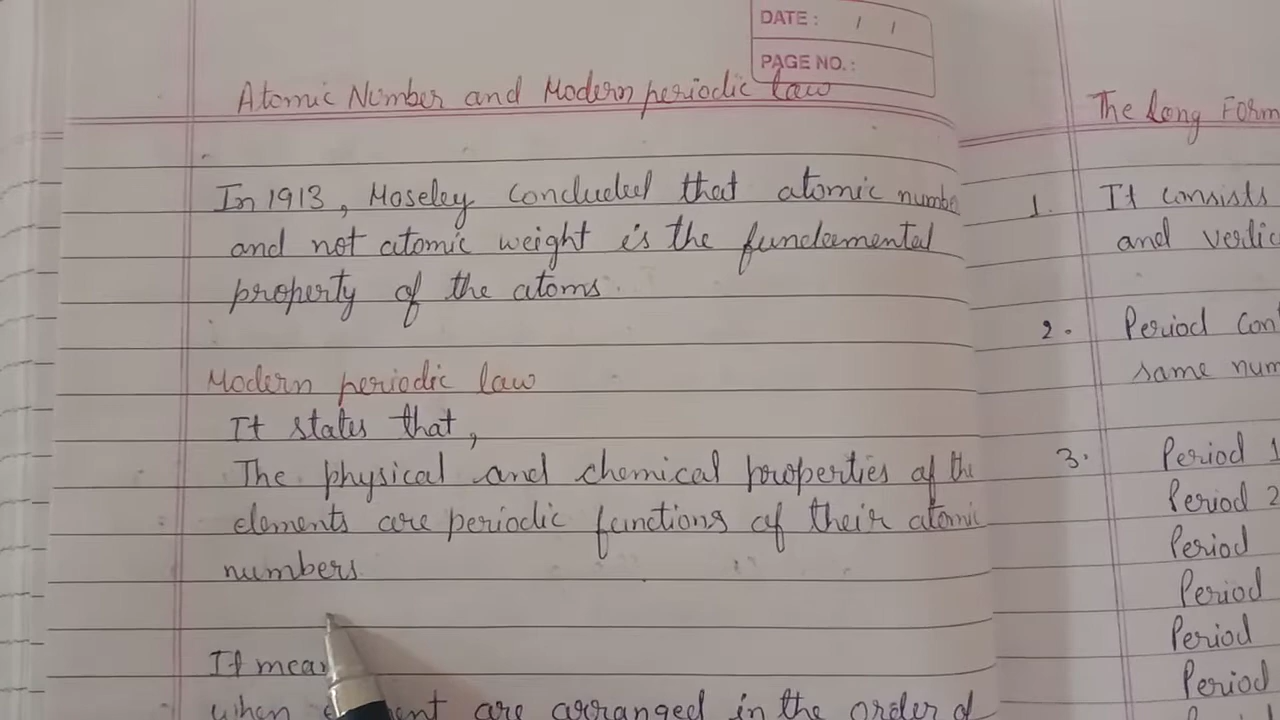 DATE : / /
PAGE NO. :
Atomic Number and Modern periodic law
In 1913, Moseley concluded that atomic numbe
and not atomic weight is the fundamental
property of the atoms.
Modern periodic law
It states that,
The physical and chemical properties of the
elements are periodic functions of their atomic
numbers
It mea
when ent are arranged in the order of
The Long Form
1. It consists
and vertic
2. Period con
same num
3. Period 1
Period 2
Period
Period
Period
Period